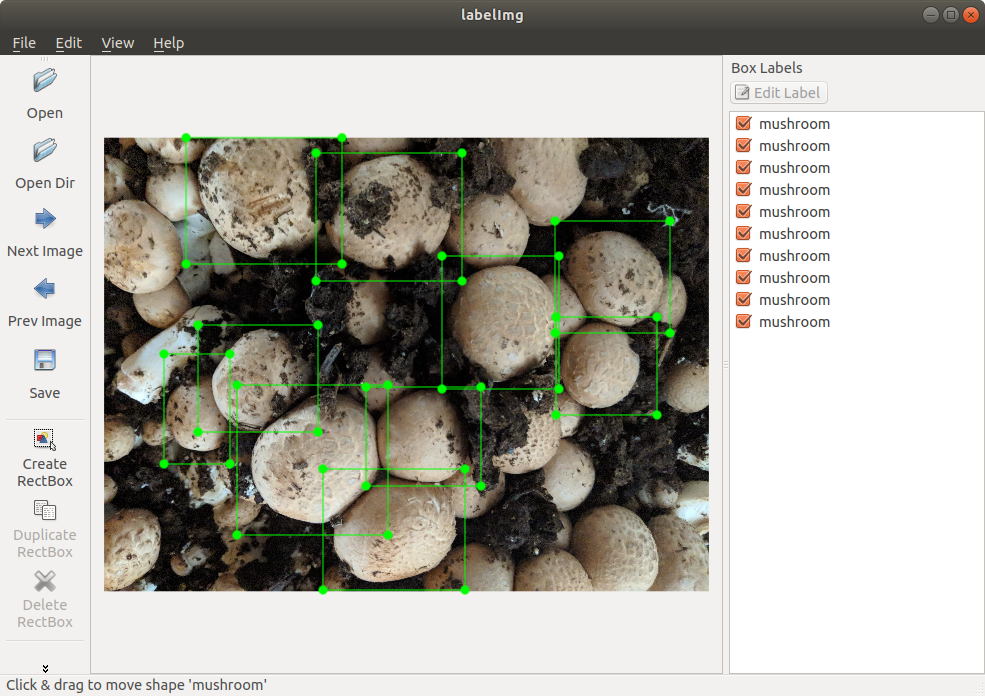 labelImg
File Edit View Help
Open
Open Dir
Next Image
Prev Image
Save
Create
RectBox
Duplicate
RectBox
Delete
RectBox
Box Labels
Edit Label
mushroom
mushroom
mushroom
mushroom
mushroom
mushroom
mushroom
mushroom
mushroom
mushroom
Click & drag to move shape 'mushroom'